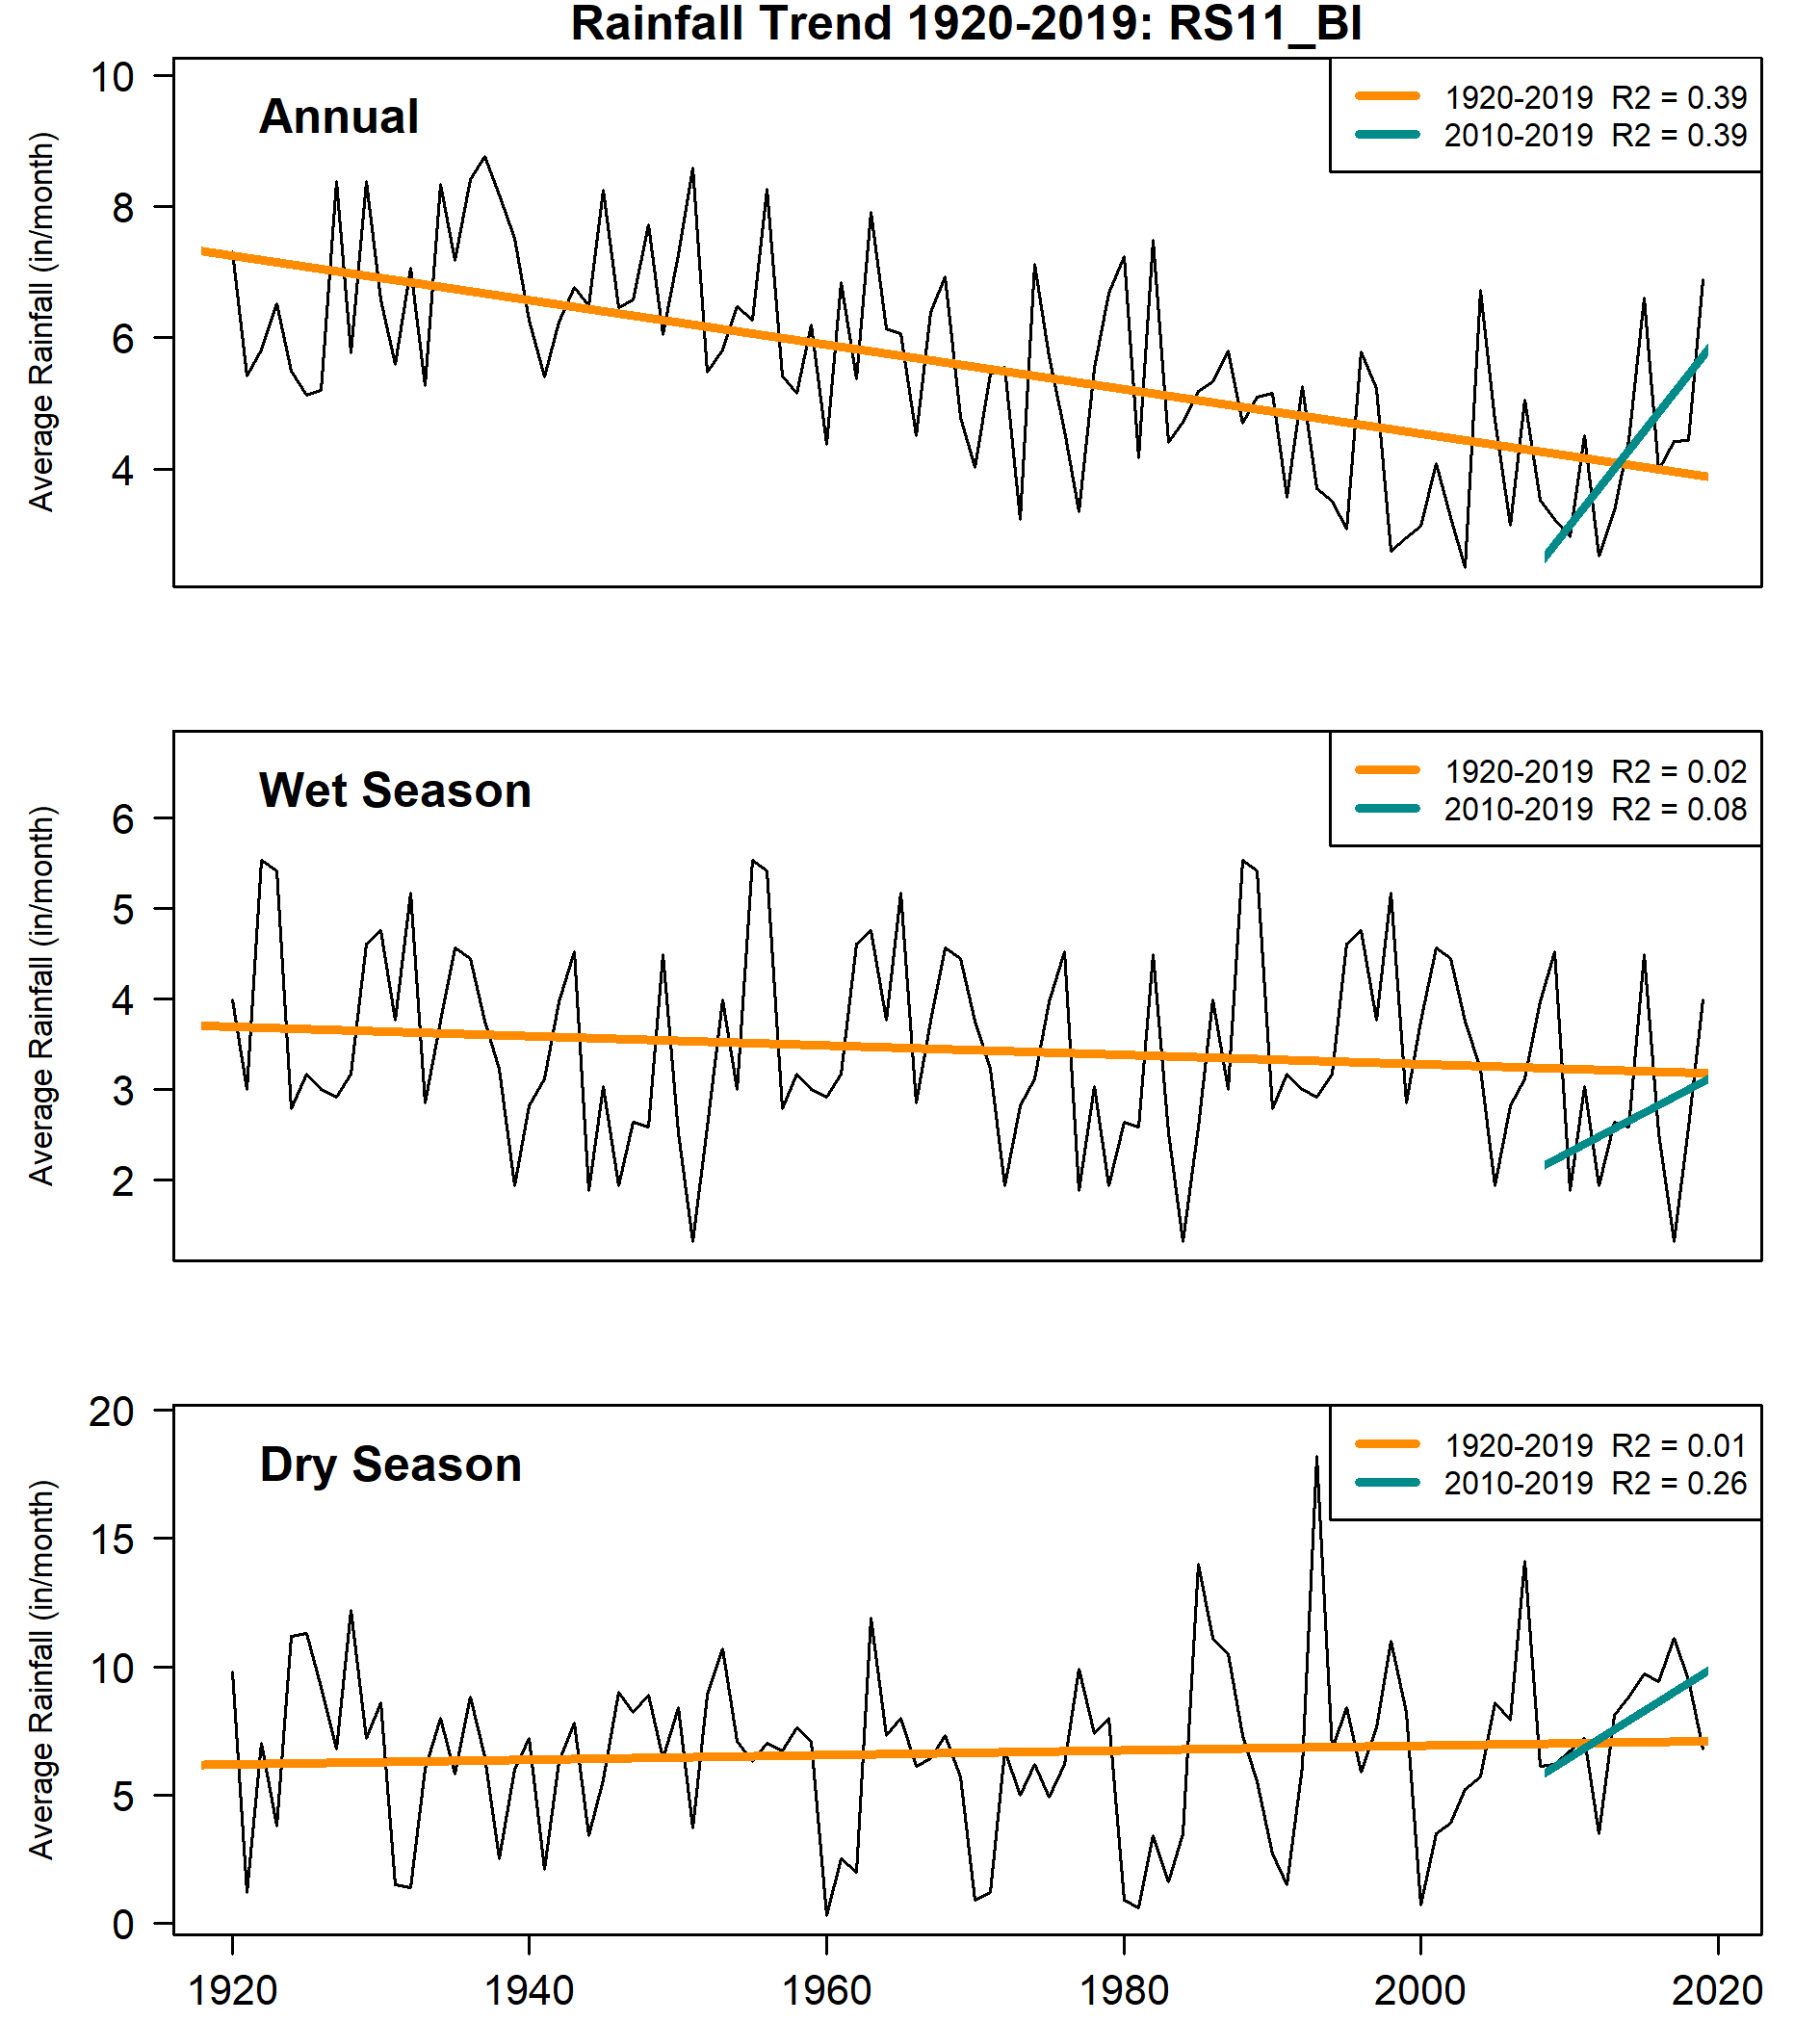 Rainfall Trend 1920-2019: RS11_BI
Annual
1920-2019 R2 = 0.39
2010-2019 R2 = 0.39
Average Rainfall (in/month)
10
8
6
4
Wet Season
1920-2019 R2 = 0.02
2010-2019 R2 = 0.08
Average Rainfall (in/month)
6
5
4
3
2
Dry Season
1920-2019 R2 = 0.01
2010-2019 R2 = 0.26
Average Rainfall (in/month)
20
15
10
5
0
1920 1940 1960 1980 2000 2020